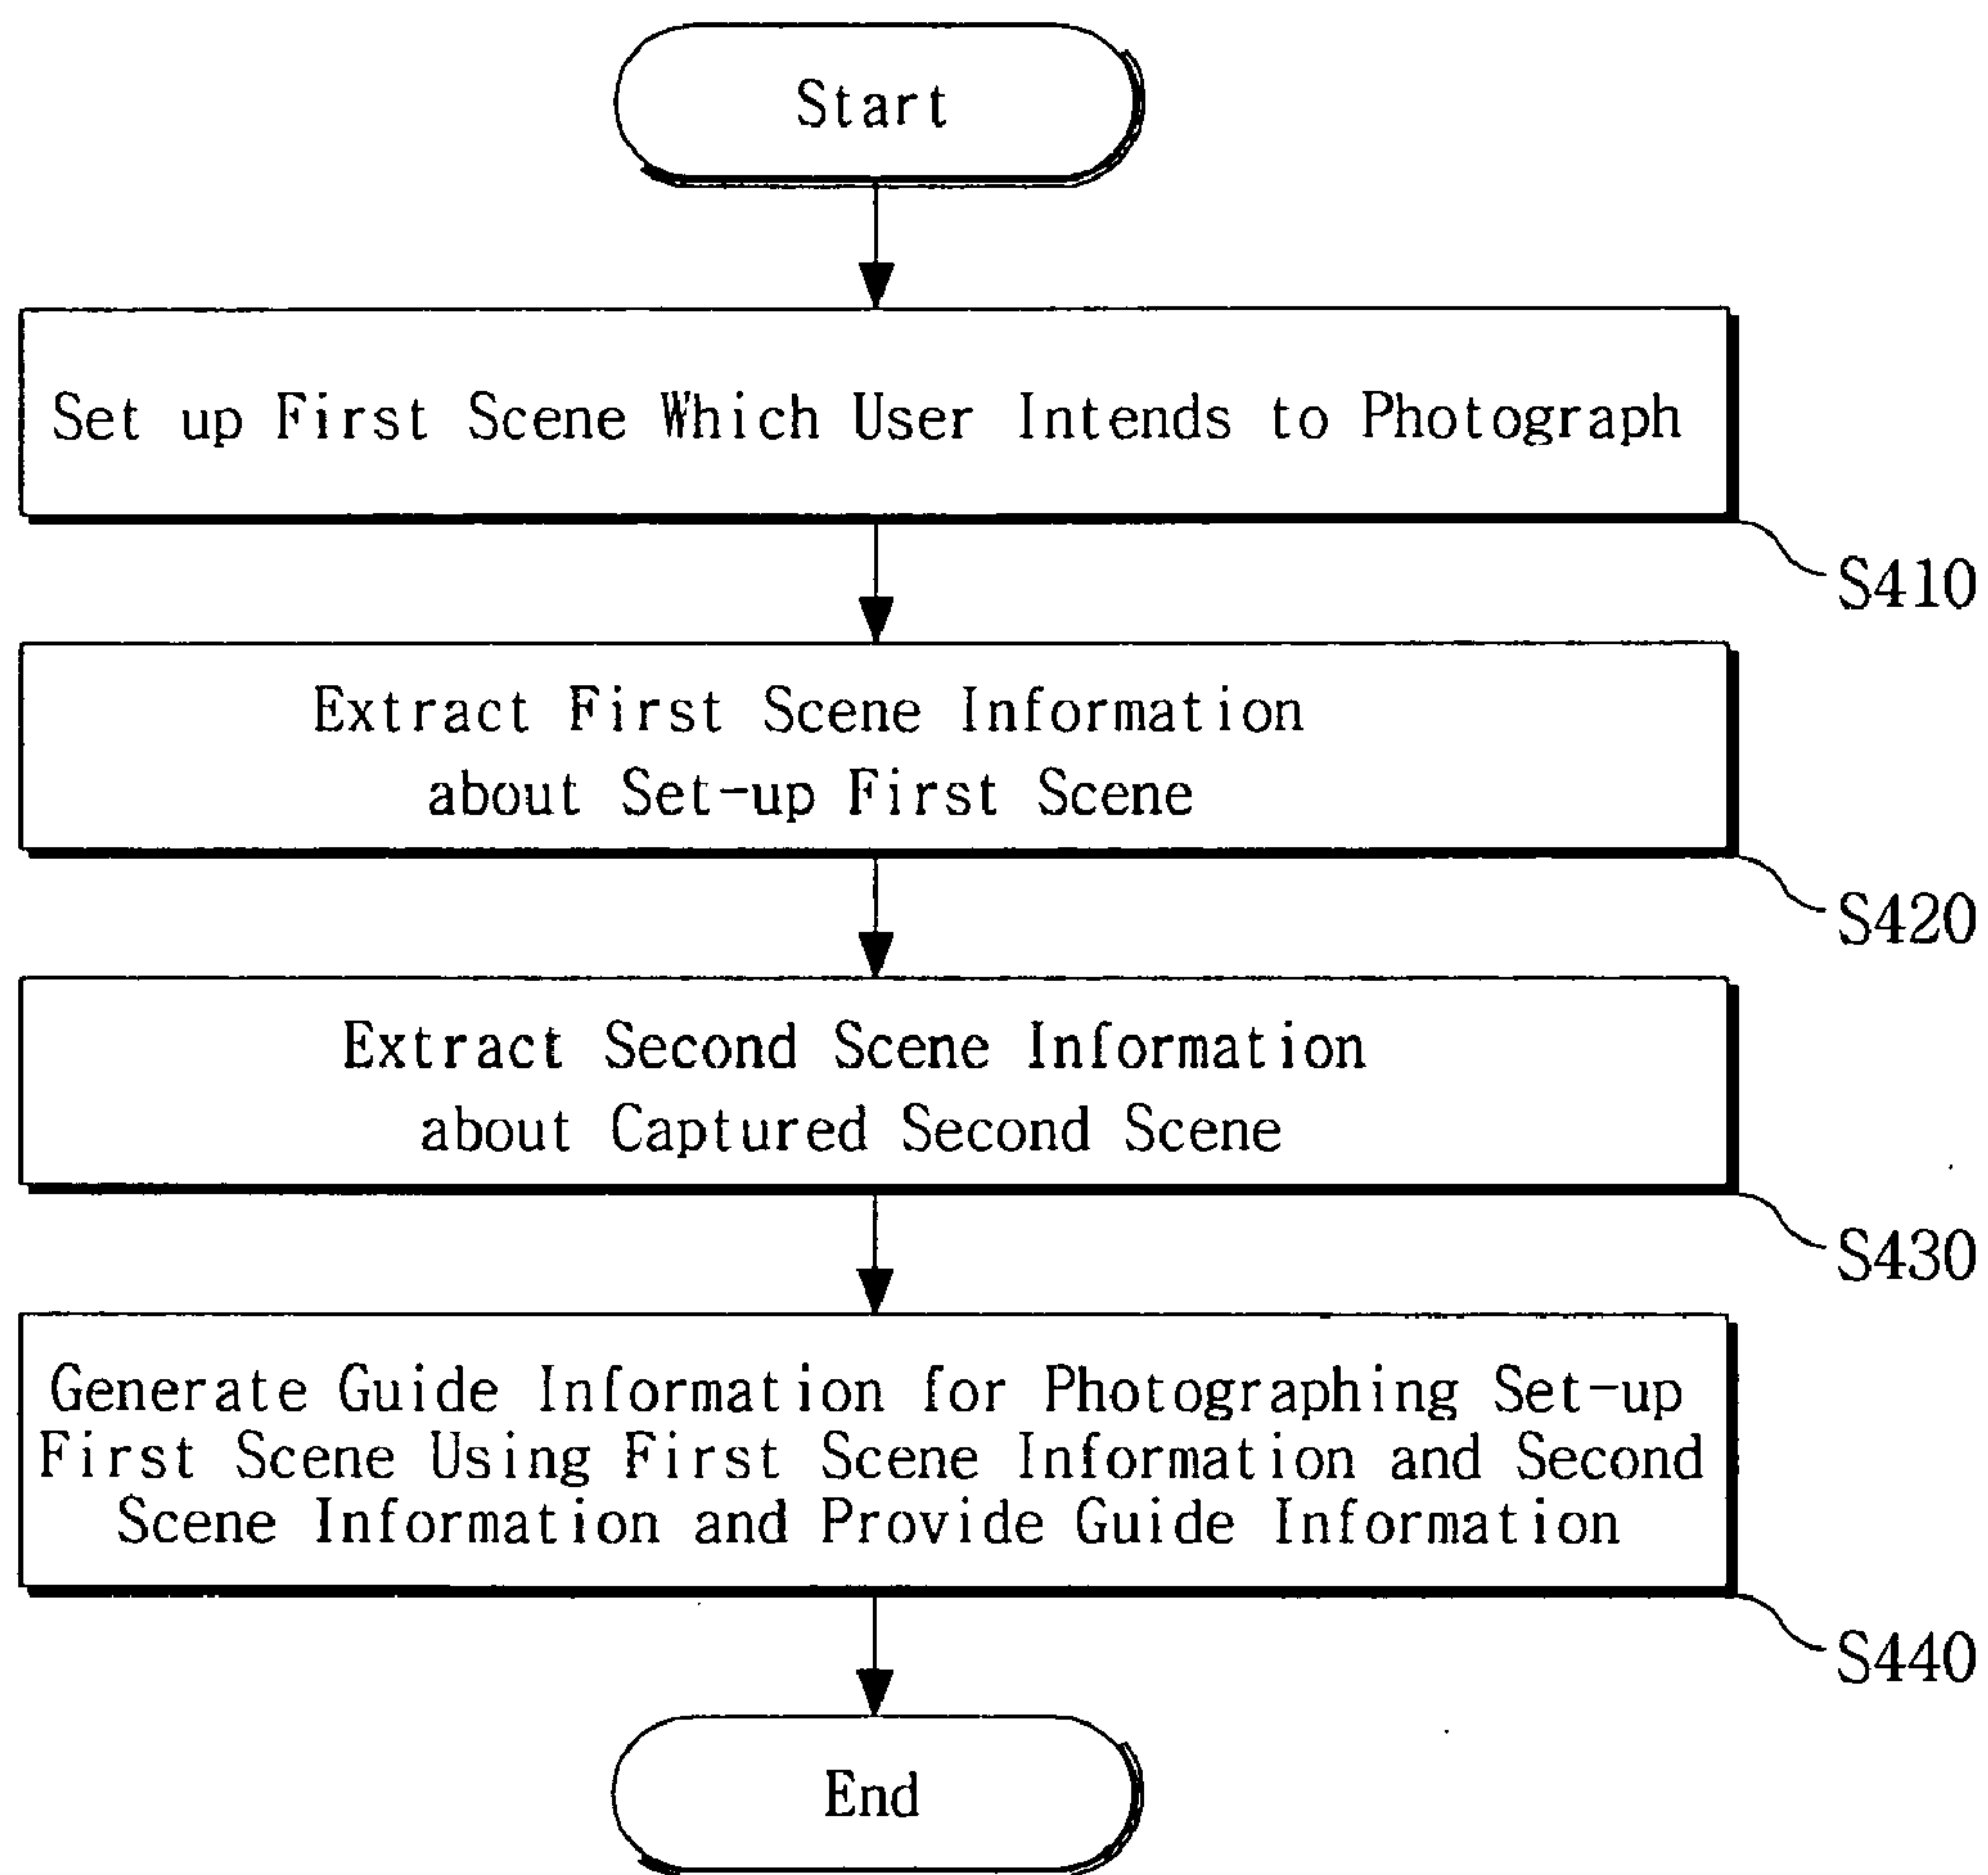 Start
Set up First Scene Which User Intends to Photograph
S410
Extract First Scene Information
about Set-up First Scene
S420
Extract Second Scene Information
about Captured Second Scene
S430
Generate Guide Information for Photographing Set-up
First Scene Using First Scene Information and Second
Scene Information and Provide Guide Information
S440
End